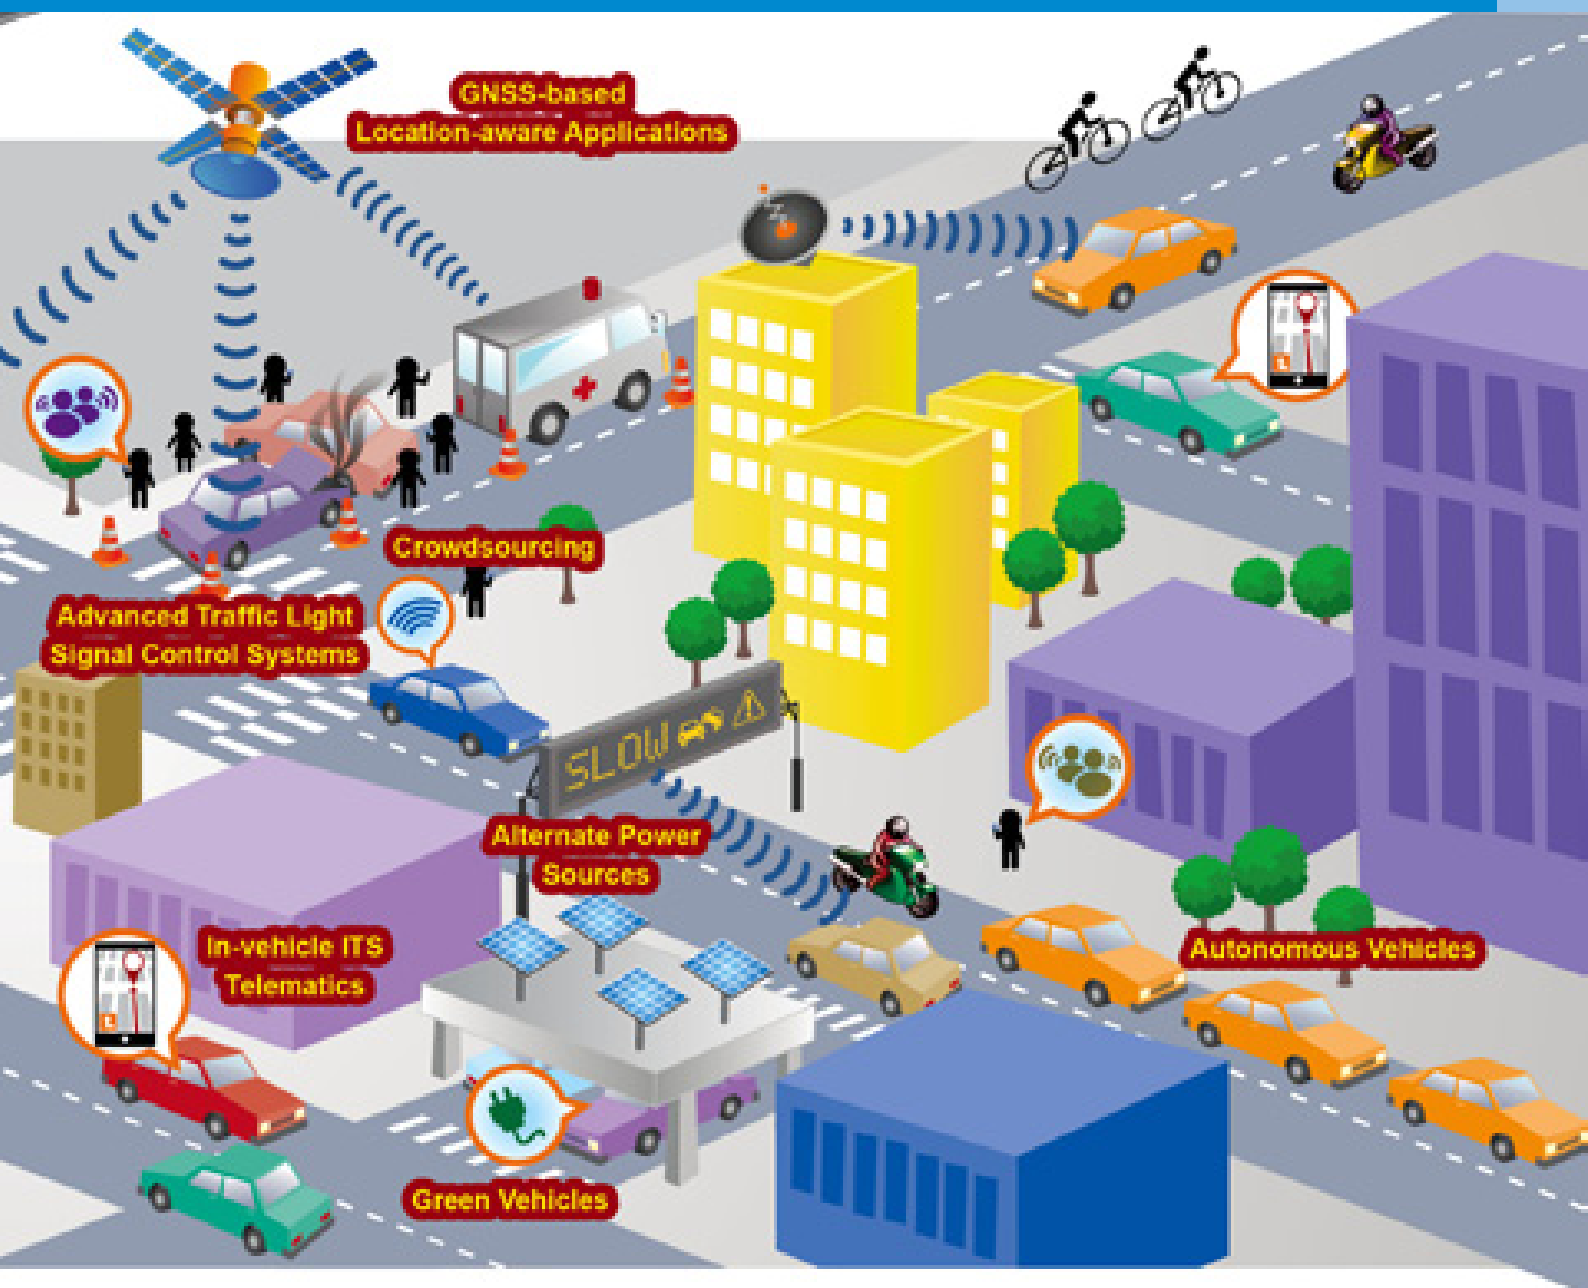 GNSS-based
Location-aware Applications
Crowdsourcing
Advanced Traffic Light
Signal Control Systems
SLOW
Alternate Power
Sources
In-vehicle ITS
Telematics
Autonomous Vehicles
Green Vehicles